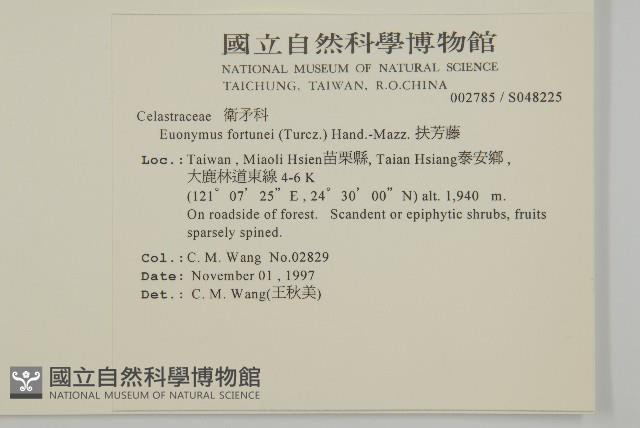 國立自然科學博物館
NATIONAL MUSEUM OF NATURAL SCIENCE
TAICHUNG, TAIWAN, R.O.CHINA
002785 / S048225
Celastraceae 衛矛科
Euonymus fortunei (Turcz.) Hand.-Mazz. 扶芳藤
Loc.: Taiwan , Miaoli Hsien苗栗縣, Taian Hsiang泰安鄉 ,
大鹿林道東線 4-6 K
(121° 07' 25" E , 24° 30' 00" N) alt. 1,940 m.
On roadside of forest. Scandent or epiphytic shrubs, fruits
sparsely spined.
Col.: C. M. Wang No.02829
Date: November 01 , 1997
Det.: C. M. Wang(王秋美)
國立自然科學博物館
NATIONAL MUSEUM OF NATURAL SCIENCE